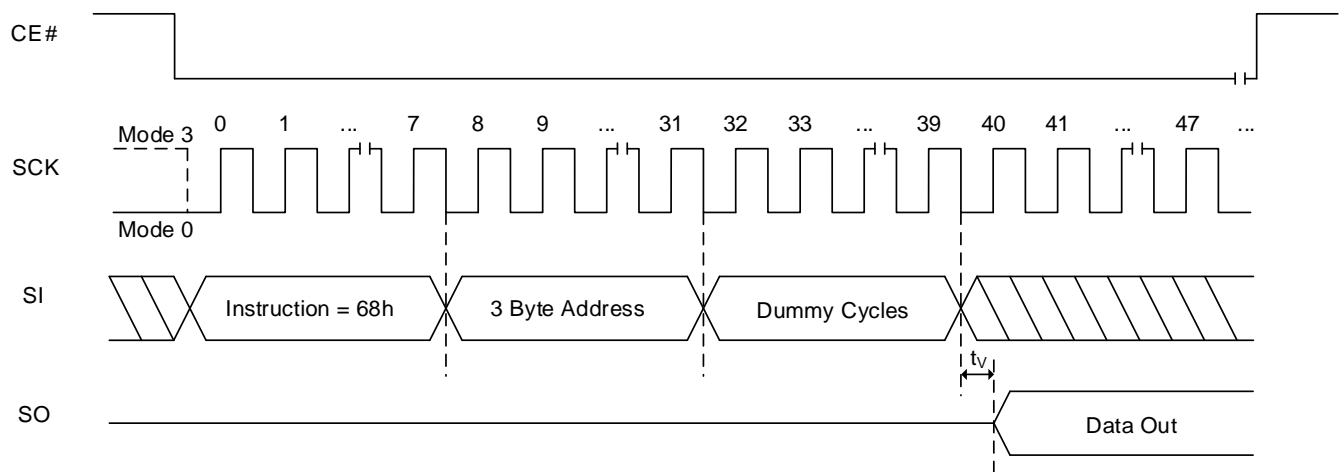 CE#
0 1 ... 7 8 9 ... 31 32 33 ... 39 40 41 ... 47 ...
Mode 3
SCK
Mode 0
SI
Instruction = 68h
3 Byte Address
Dummy Cycles
tV
SO
Data Out